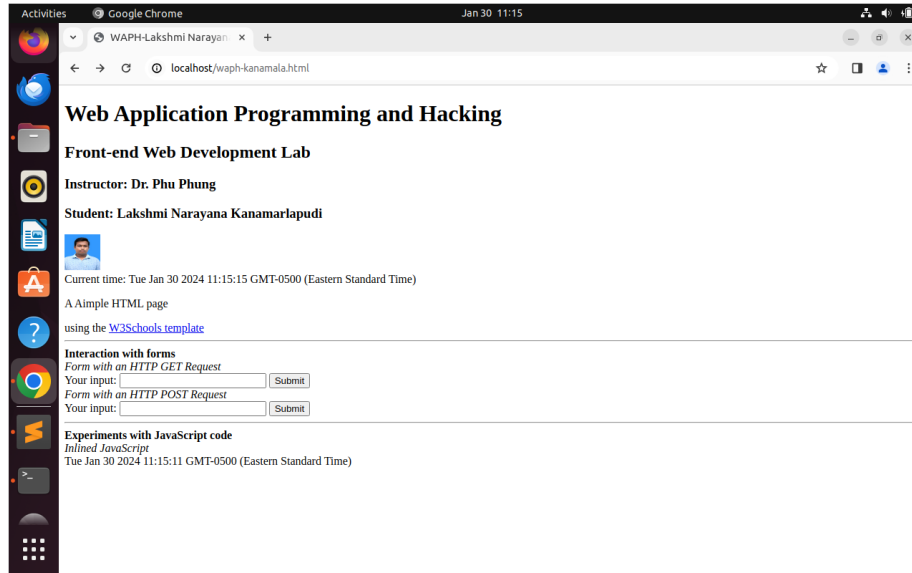 Activities Google Chrome Jan 30 11:15
WAPH-Lakshmi Narayan
localhost/waph-kanamala.html
Web Application Programming and Hacking
Front-end Web Development Lab
Instructor: Dr. Phu Phung
Student: Lakshmi Narayana Kanamarlapudi
Current time: Tue Jan 30 2024 11:15:15 GMT-0500 (Eastern Standard Time)
A Aimple HTML page
using the W3Schools template
Interaction with forms
Form with an HTTP GET Request
Your input: Submit
Form with an HTTP POST Request
Your input: Submit
Experiments with JavaScript code
Inlined JavaScript
Tue Jan 30 2024 11:15:11 GMT-0500 (Eastern Standard Time)